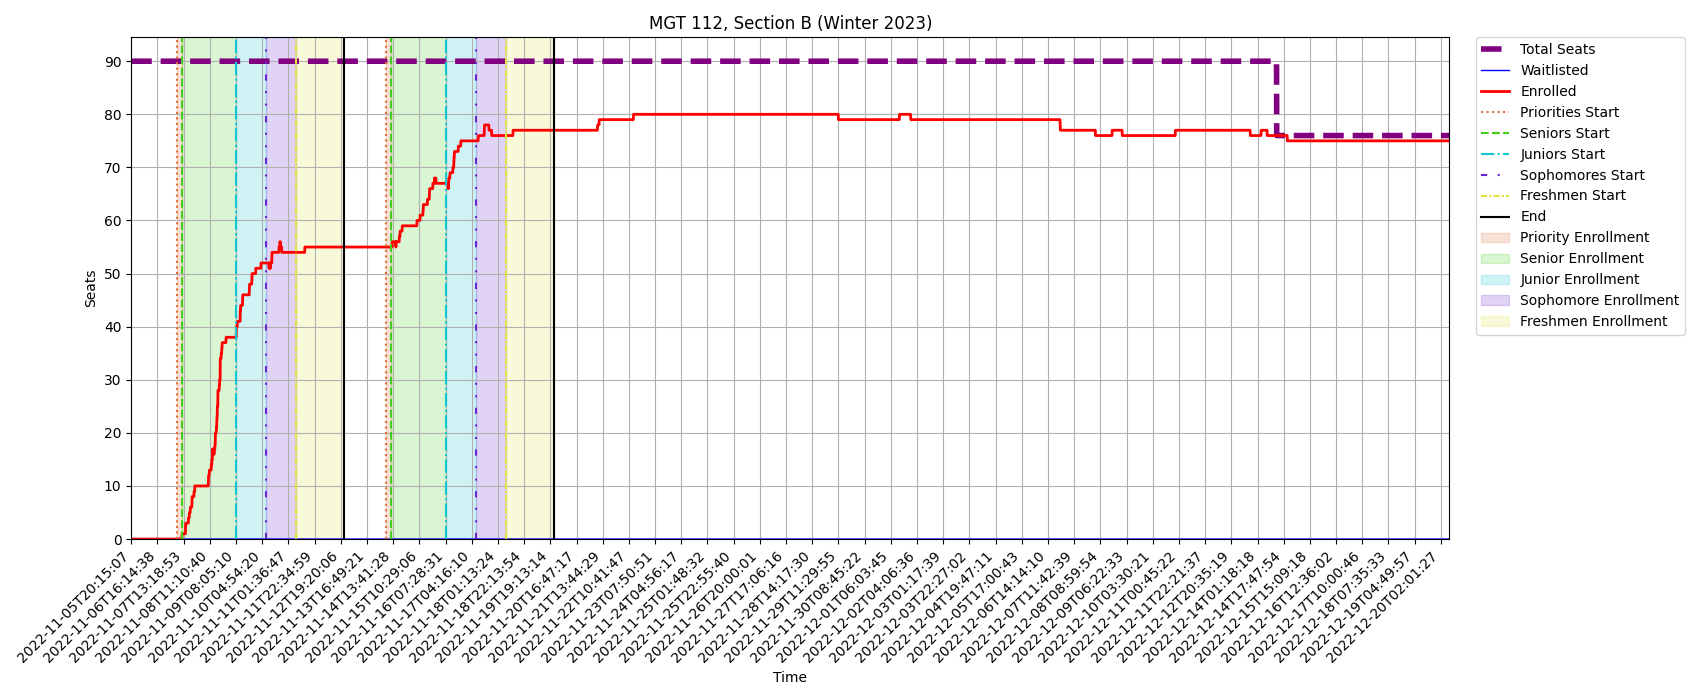 MGT 112, Section B (Winter 2023)
Seats
90
80
70
60
50
40
30
20
10
0
2022-11-05T20:15:07
2022-11-06T16:14:38
2022-11-07T13:18:53
2022-11-08T11:10:40
2022-11-09T08:05:10
2022-11-10T04:54:20
2022-11-11T01:36:47
2022-11-11T22:34:59
2022-11-12T19:20:06
2022-11-13T16:49:21
2022-11-14T13:41:28
2022-11-15T10:29:06
2022-11-16T07:28:31
2022-11-17T04:16:10
2022-11-18T01:13:24
2022-11-18T22:13:54
2022-11-19T19:13:14
2022-11-20T16:47:17
2022-11-21T13:44:29
2022-11-22T10:41:47
2022-11-23T07:50:51
2022-11-24T04:56:17
2022-11-25T01:48:32
2022-11-25T22:55:40
2022-11-26T20:00:01
2022-11-27T17:06:16
2022-11-28T14:17:30
2022-11-29T11:29:55
2022-11-30T08:45:22
2022-12-01T06:03:45
2022-12-02T04:06:36
2022-12-03T01:17:39
2022-12-03T22:27:02
2022-12-04T19:47:11
2022-12-05T17:00:43
2022-12-06T14:14:10
2022-12-07T11:42:39
2022-12-08T08:59:54
2022-12-09T06:22:33
2022-12-10T03:30:21
2022-12-11T00:45:22
2022-12-11T22:21:37
2022-12-12T20:35:19
2022-12-14T01:18:18
2022-12-14T17:47:54
2022-12-15T15:09:18
2022-12-16T12:36:02
2022-12-17T10:00:46
2022-12-18T07:35:33
2022-12-19T04:49:57
2022-12-20T02:01:27
Time
Total Seats
Waitlisted
Enrolled
Priorities Start
Seniors Start
Juniors Start
Sophomores Start
Freshmen Start
End
Priority Enrollment
Senior Enrollment
Junior Enrollment
Sophomore Enrollment
Freshmen Enrollment